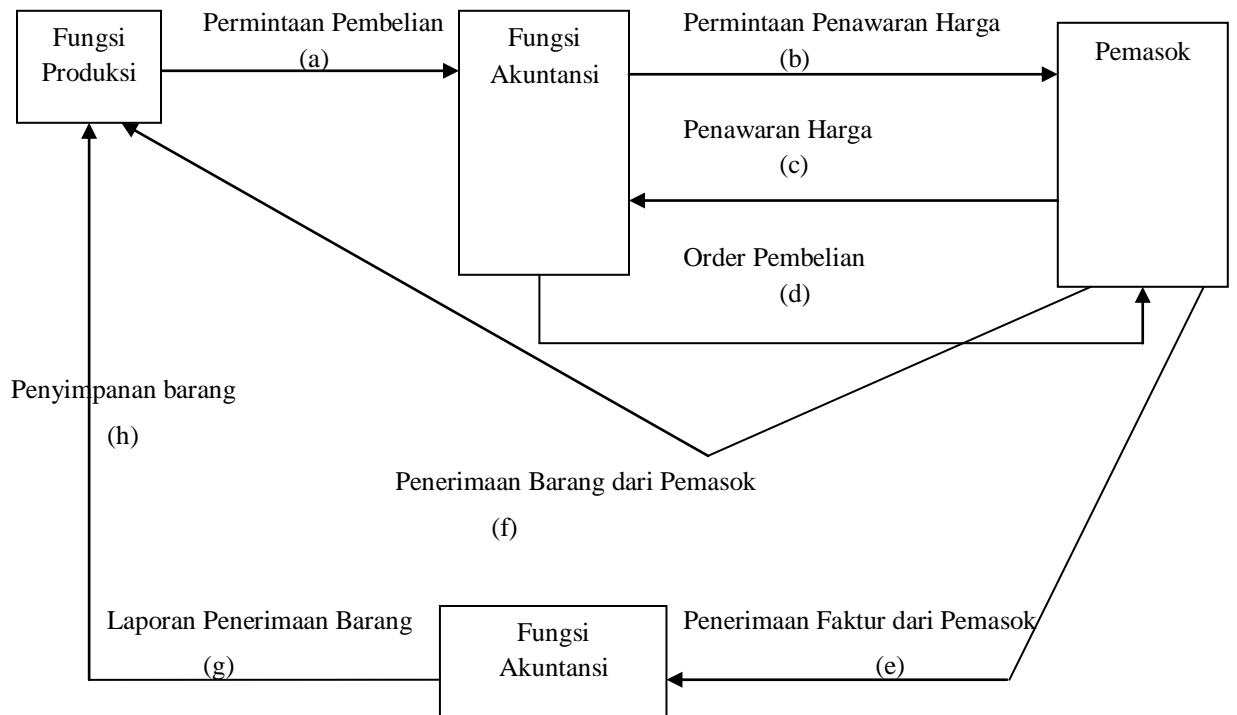 Fungsi
Produksi
Permintaan Pembelian
(a)
Fungsi
Akuntansi
Permintaan Penawaran Harga
(b)
Pemasok
Penawaran Harga
(c)
Order Pembelian
(d)
Penyimpanan barang
(h)
Penerimaan Barang dari Pemasok
(f)
Laporan Penerimaan Barang
(g)
Fungsi
Akuntansi
Penerimaan Faktur dari Pemasok
(e)